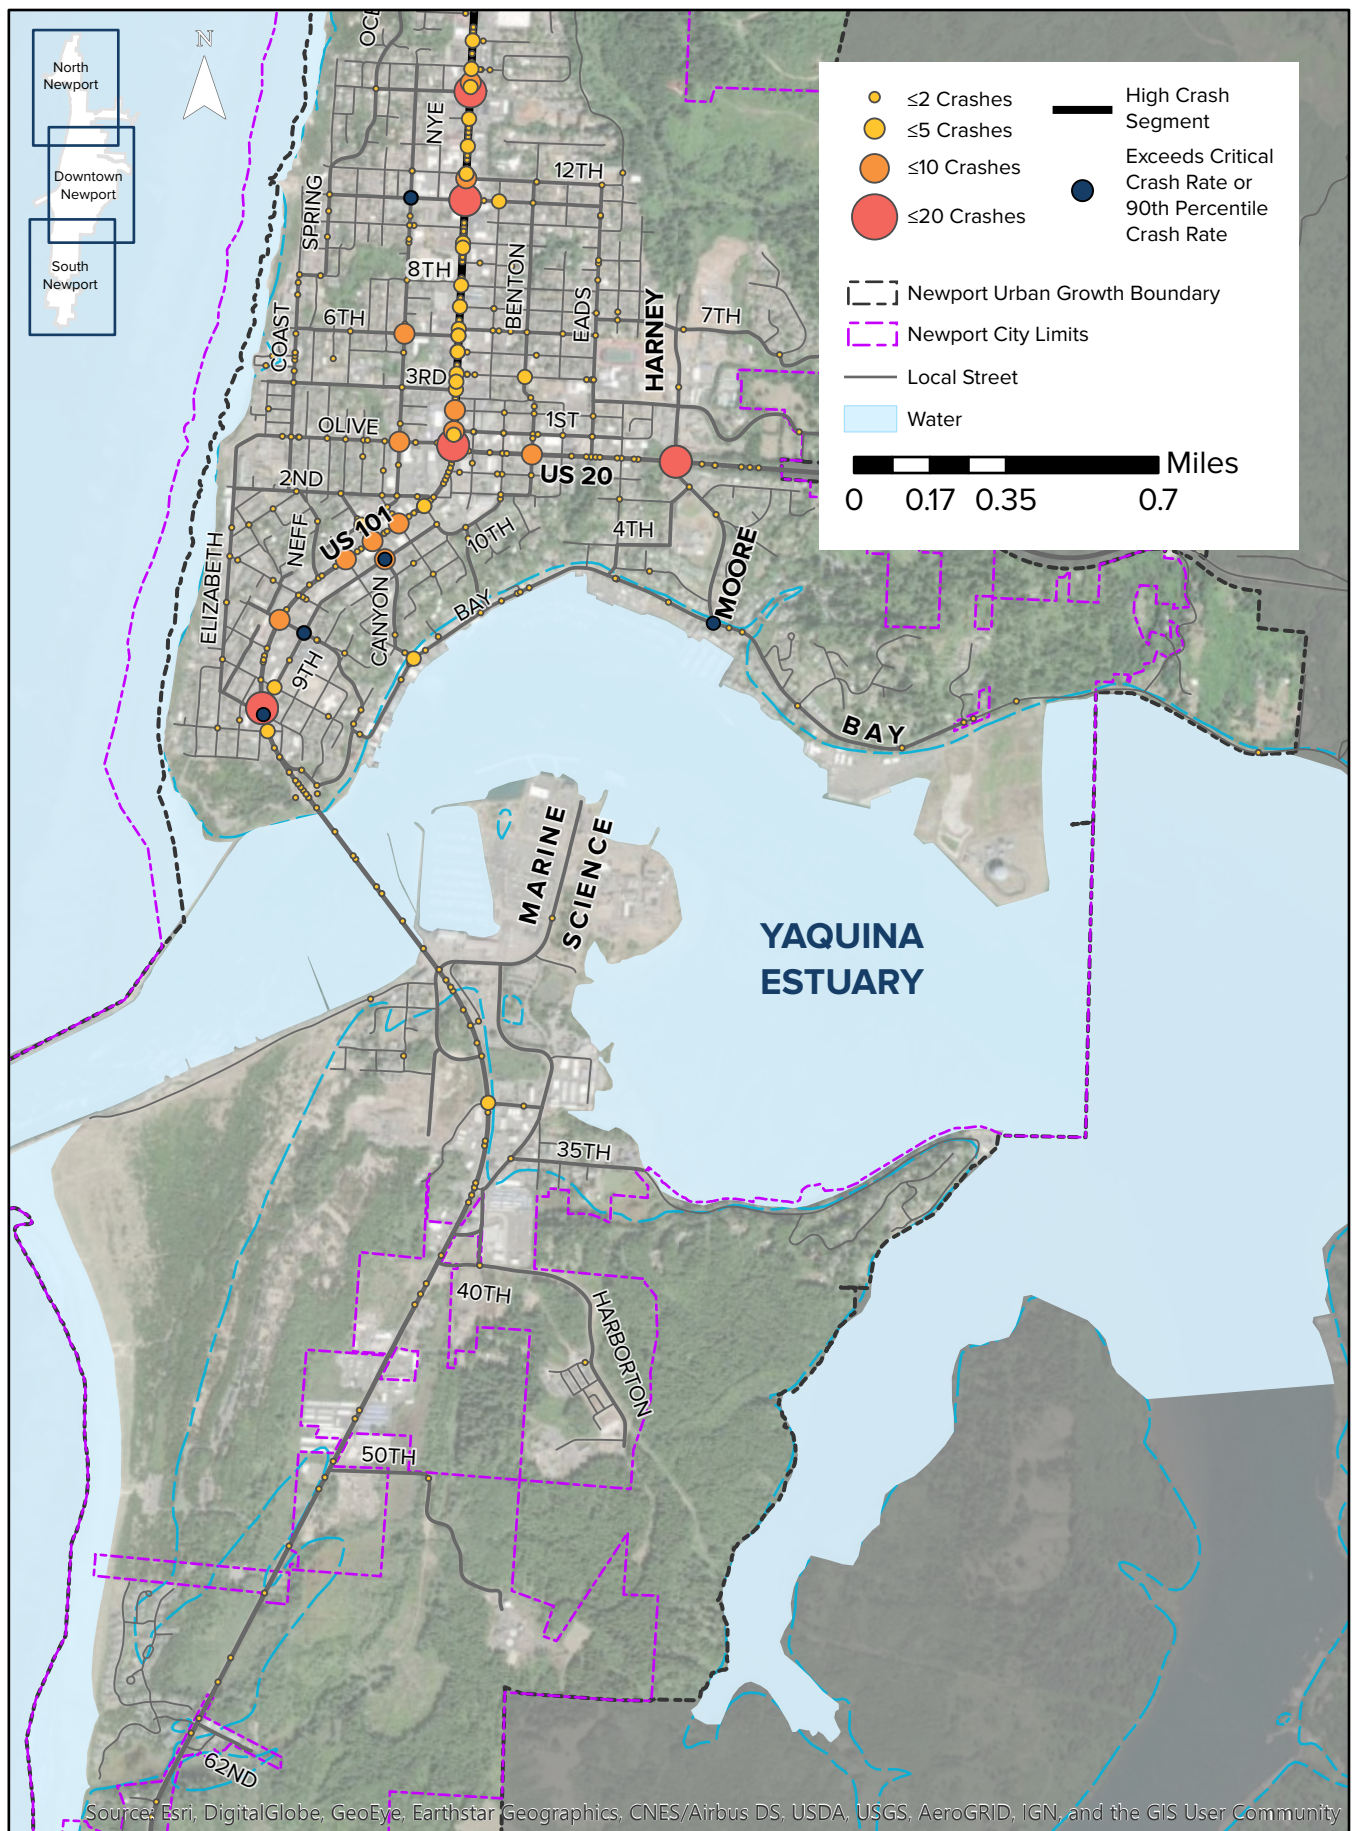 North
Newport
Downtown
Newport
South
Newport
N
≤2 Crashes
≤5 Crashes
≤10 Crashes
≤20 Crashes
High Crash
Segment
Exceeds Critical
Crash Rate or
90th Percentile
Crash Rate
Newport Urban Growth Boundary
Newport City Limits
Local Street
Water
Miles
0 0.17 0.35 0.7
NYE
12TH
SPRING
8TH
BENTON
EADS
HARNEY
7TH
COAST
6TH
3RD
OLIVE
1ST
US 20
2ND
NEFF
US 101
10TH
4TH
ELIZABETH
CANYON
BAY
MOORE
9TH
BAY
MARINE
SCIENCE
YAQUINA
ESTUARY
35TH
40TH
HARBORTON
50TH
62ND
Source: Esri, DigitalGlobe, GeoEye, Earthstar Geographics, CNES/Airbus DS, USDA, USGS, AeroGRID, IGN, and the GIS User Community